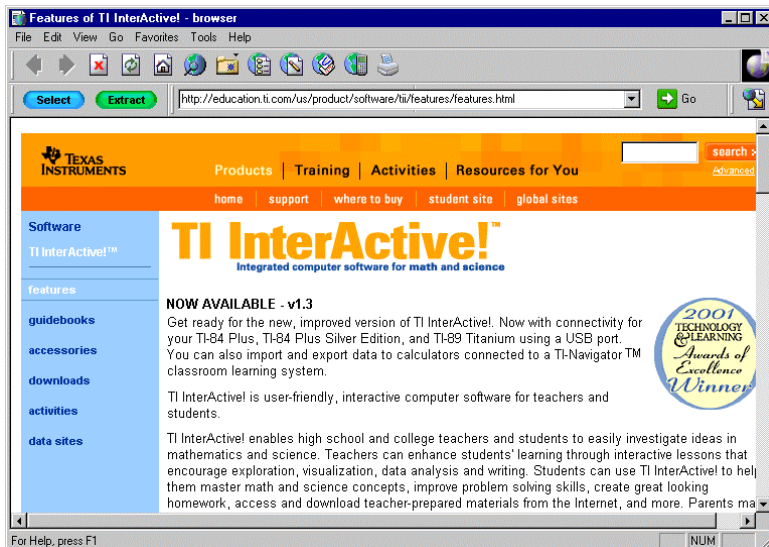 Features of TI InterActive! - browser
File Edit View Go Favorites Tools Help
Select Extract http://education.ti.com/us/product/software/tii/features/features.html Go
TEXAS
INSTRUMENTS
search >
Products | Training | Activities | Resources for You
Advanced
home | support | where to buy | student site | global sites
Software
TI InterActive!™
features
guidebooks
accessories
downloads
activities
data sites
TI InterActive!™
Integrated computer software for math and science
NOW AVAILABLE - v1.3
Get ready for the new, improved version of TI InterActive!. Now with connectivity for
your TI-84 Plus, TI-84 Plus Silver Edition, and TI-89 Titanium using a USB port.
You can also import and export data to calculators connected to a TI-Navigator™
classroom learning system.
2001
TECHNOLOGY
& LEARNING
Awards of
Excellence
Winner
TI InterActive! is user-friendly, interactive computer software for teachers and
students.
TI InterActive! enables high school and college teachers and students to easily investigate ideas in
mathematics and science. Teachers can enhance students' learning through interactive lessons that
encourage exploration, visualization, data analysis and writing. Students can use TI InterActive! to help
them master math and science concepts, improve problem solving skills, create great looking
homework, access and download teacher-prepared materials from the Internet, and more. Parents ma
For Help, press F1
NUM